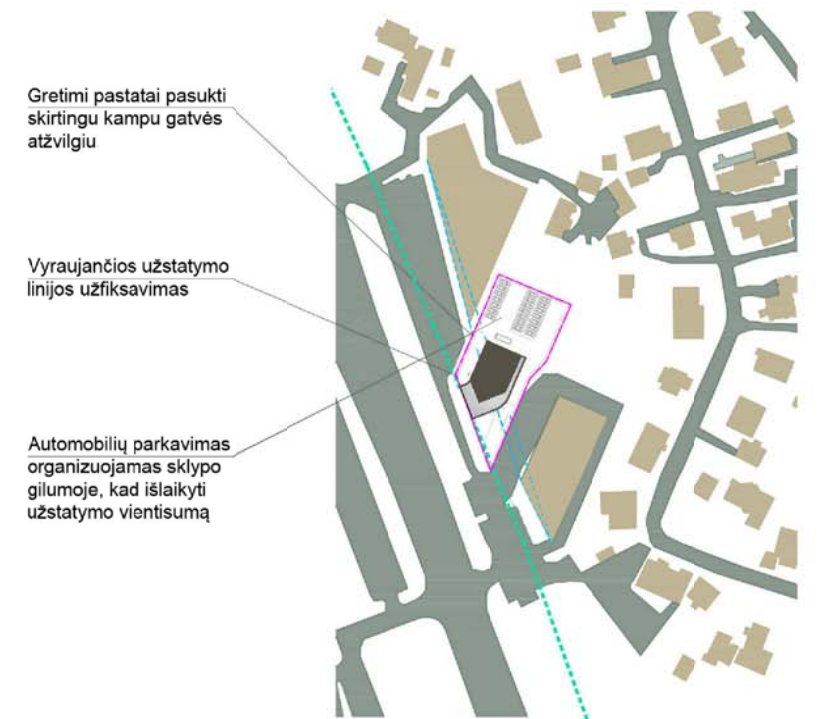 Gretimi pastatai pasukti
skirtingu kampu gatvės
atžvilgiu
Vyraujančios užstatymo
linijos užfiksavimas
Automobilių parkavimas
organizuojamas sklypo
gilumoje, kad išlaikyti
užstatymo vientisumą